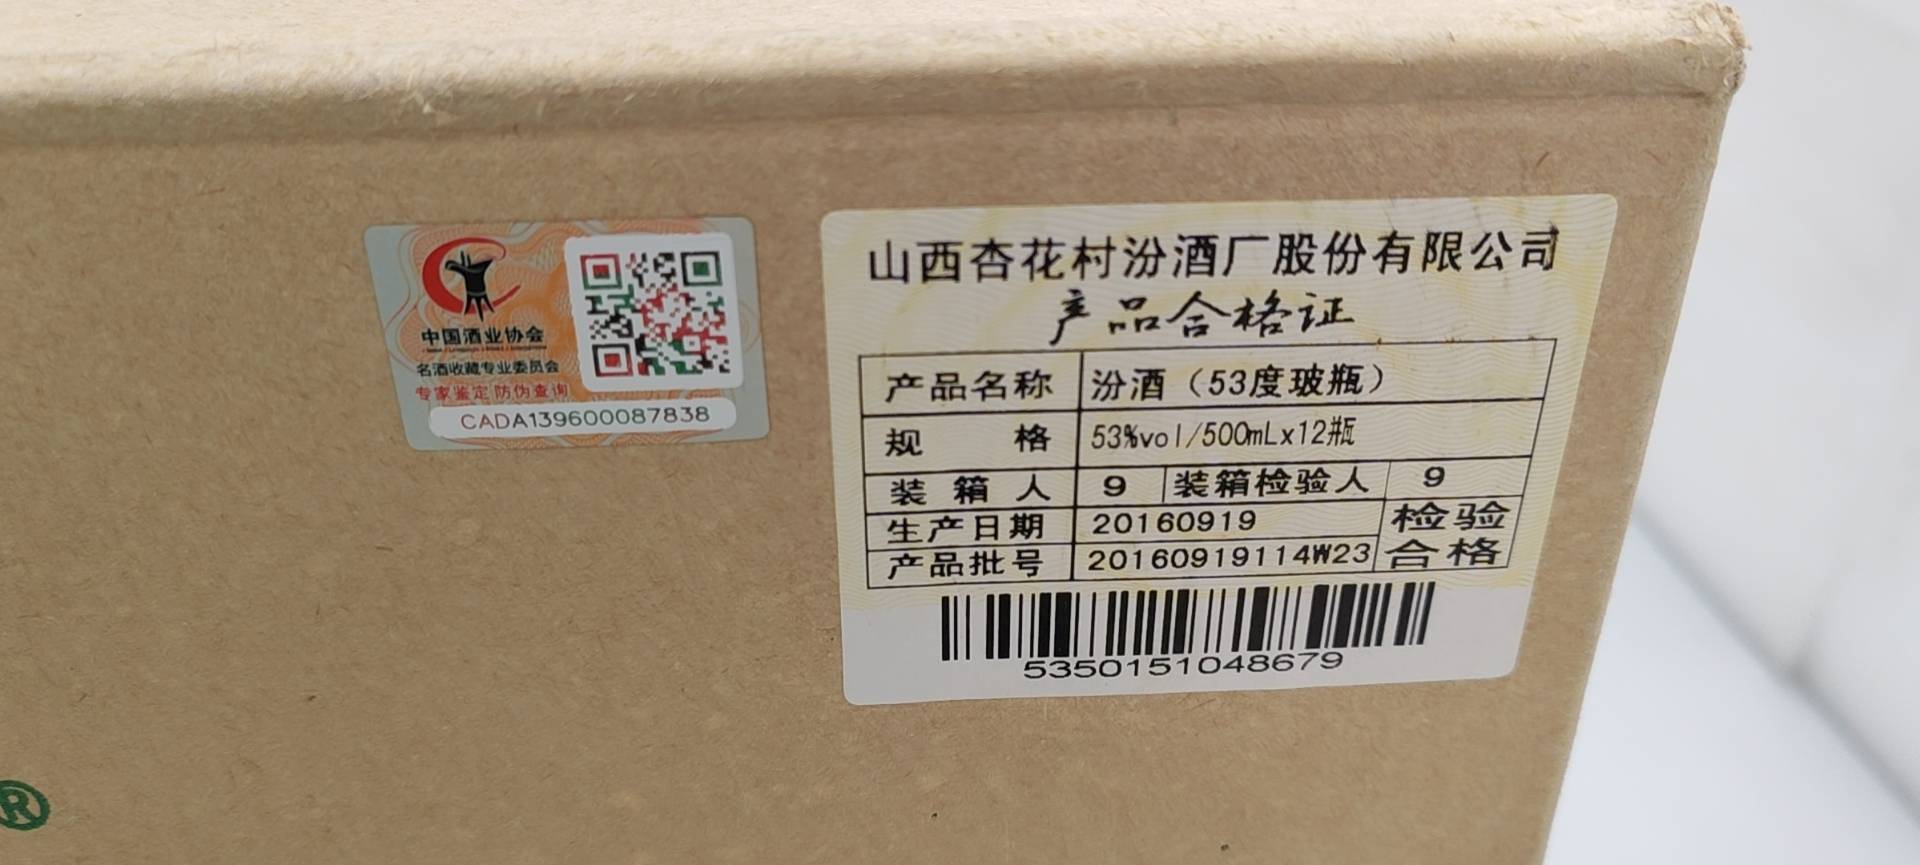 中国酒业协会
名酒收藏专业委员会
专家鉴定 防伪查询
CADA139600087838
山西杏花村汾酒厂股份有限公司
产品合格证
产品名称 汾酒（53度玻瓶）
规 格 53%vol/500mLx12瓶
装箱人 9 装箱检验人 9
生产日期 20160919 检验
产品批号 20160919114W23 合格
5350151048679
®